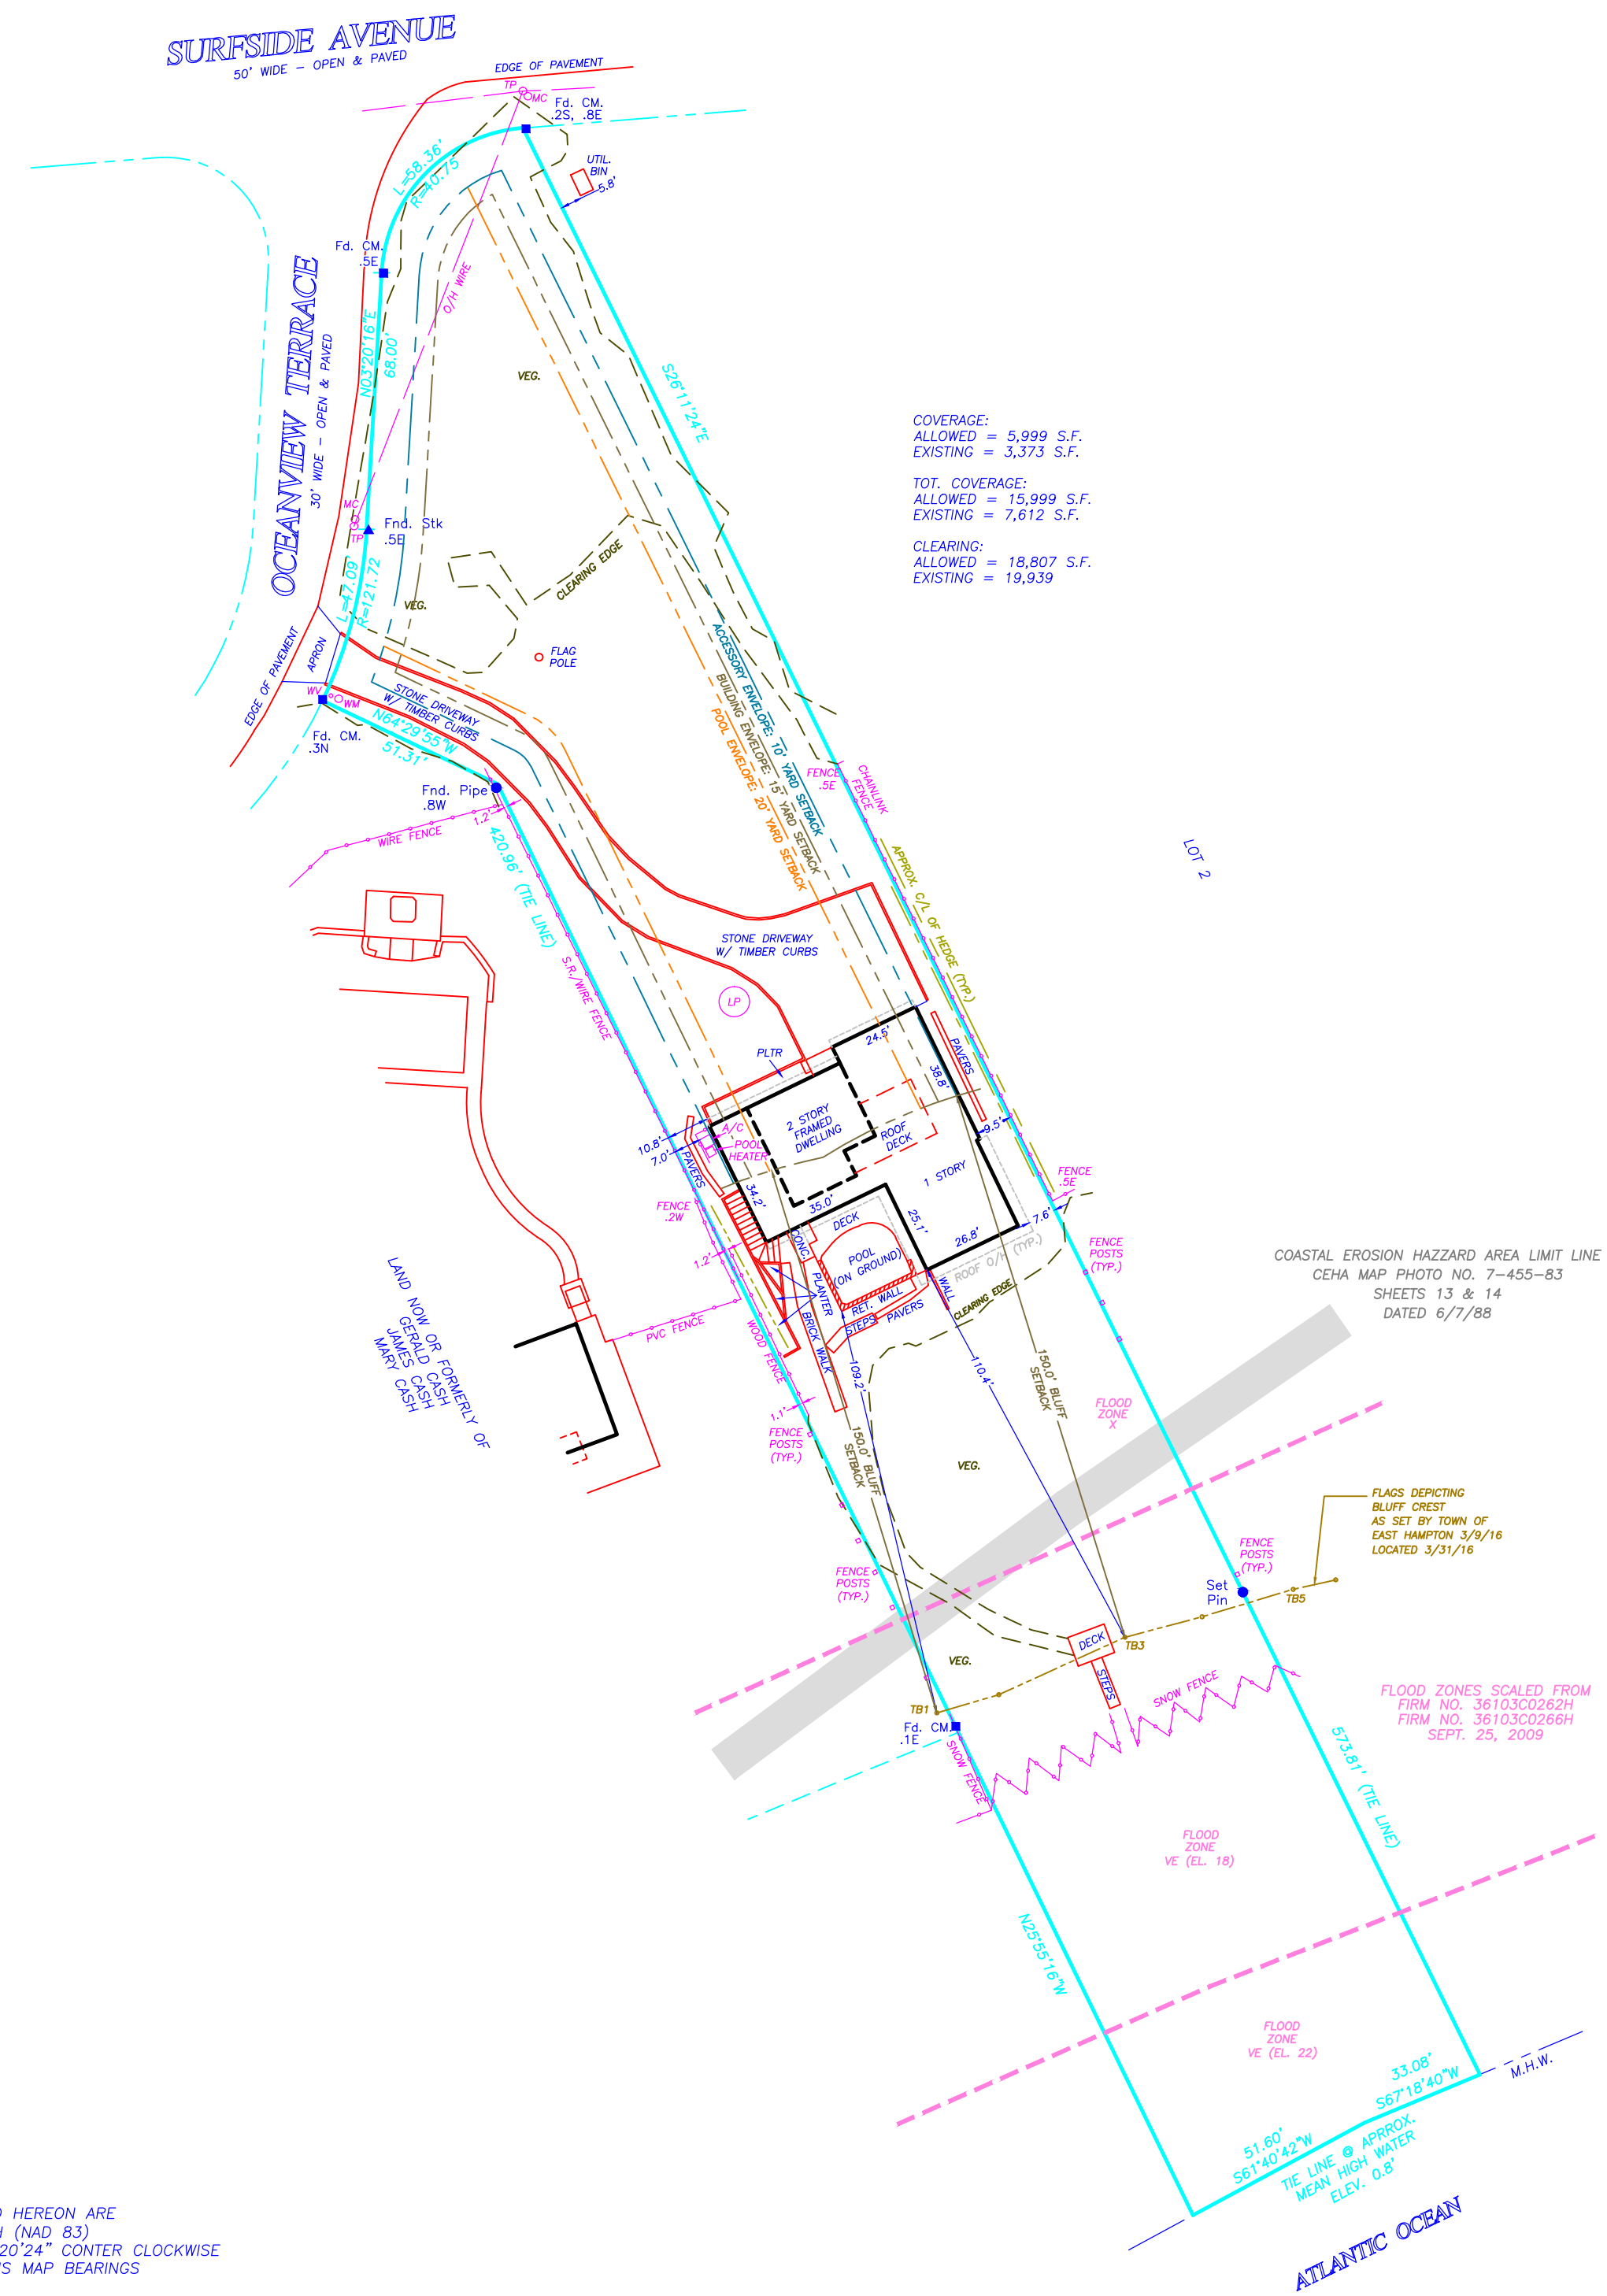 SURFSIDE AVENUE
50' WIDE - OPEN & PAVED
EDGE OF PAVEMENT
TP
MC
Fd. CM.
.2S, .8E
UTIL.
BIN
5.8'
L=58.36'
R=40.75
Fd. CM.
.5E
O/H WIRE
OCEANVIEW TERRACE
30' WIDE - OPEN & PAVED
N03°20'16"E
68.00'
VEG.
S26°11'24"E
COVERAGE:
ALLOWED = 5,999 S.F.
EXISTING = 3,373 S.F.
TOT. COVERAGE:
ALLOWED = 15,999 S.F.
EXISTING = 7,612 S.F.
CLEARING:
ALLOWED = 18,807 S.F.
EXISTING = 19,939
MC
TP
Fnd. Stk
.5E
CLEARING EDGE
L=47.09
R=121.72
VEG.
FLAG
POLE
EDGE OF PAVEMENT
APRON
WV
WM
STONE DRIVEWAY
W/ TIMBER CURBS
Fd. CM.
.3N
N64°29'55"W
51.31'
ACCESSORY ENVELOPE: 10' YARD SETBACK
BUILDING ENVELOPE: 15' YARD SETBACK
POOL ENVELOPE: 20' YARD SETBACK
FENCE
.5E
CHAINLINK
FENCE
Fnd. Pipe
.8W
1.2'
WIRE FENCE
420.96' (TIE LINE)
LOT 2
APPROX. C/L OF HEDGE (TYP.)
STONE DRIVEWAY
W/ TIMBER CURBS
S.R./WIRE FENCE
LP
PLTR
24.5'
38.8'
PAVERS
2 STORY
FRAMED
DWELLING
ROOF
DECK
9.5'
10.8'
7.0'
A/C
POOL
HEATER
PAVERS
1 STORY
FENCE
.5E
34.2'
35.0'
FENCE
.2W
DECK
25.1'
26.8'
7.6'
ROOF O/H (TYP.)
FENCE
POSTS
(TYP.)
1.2'
CONC.
POOL
(ON GROUND)
PLANTER
RET. WALL
STEPS
PAVERS
WALL
CLEARING EDGE
COASTAL EROSION HAZZARD AREA LIMIT LINE
CEHA MAP PHOTO NO. 7-455-83
SHEETS 13 & 14
DATED 6/7/88
LAND NOW OR FORMERLY OF
GERALD CASH
JAMES CASH
MARY CASH
PVC FENCE
WOOD FENCE
BRICK WALK
109.2'
110.4'
150.0' BLUFF
SETBACK
1.1'
FENCE
POSTS
(TYP.)
150.0' BLUFF
SETBACK
FLOOD
ZONE
X
VEG.
FLAGS DEPICTING
BLUFF CREST
AS SET BY TOWN OF
EAST HAMPTON 3/9/16
LOCATED 3/31/16
FENCE
POSTS
(TYP.)
FENCE
POSTS
(TYP.)
Set
Pin
TB5
TB3
DECK
STEPS
VEG.
TB1
Fd. CM.
.1E
SNOW FENCE
SNOW FENCE
FLOOD ZONES SCALED FROM
FIRM NO. 36103C0262H
FIRM NO. 36103C0266H
SEPT. 25, 2009
573.81' (TIE LINE)
FLOOD
ZONE
VE (EL. 18)
N25°55'16"W
FLOOD
ZONE
VE (EL. 22)
33.08'
S67°18'40"W
M.H.W.
51.60'
S61°40'42"W
TIE LINE @ APRROX.
MEAN HIGH WATER
ELEV. 0.8'
ATLANTIC OCEAN
HEREON ARE
(NAD 83)
20'24" CONTER CLOCKWISE
MAP BEARINGS